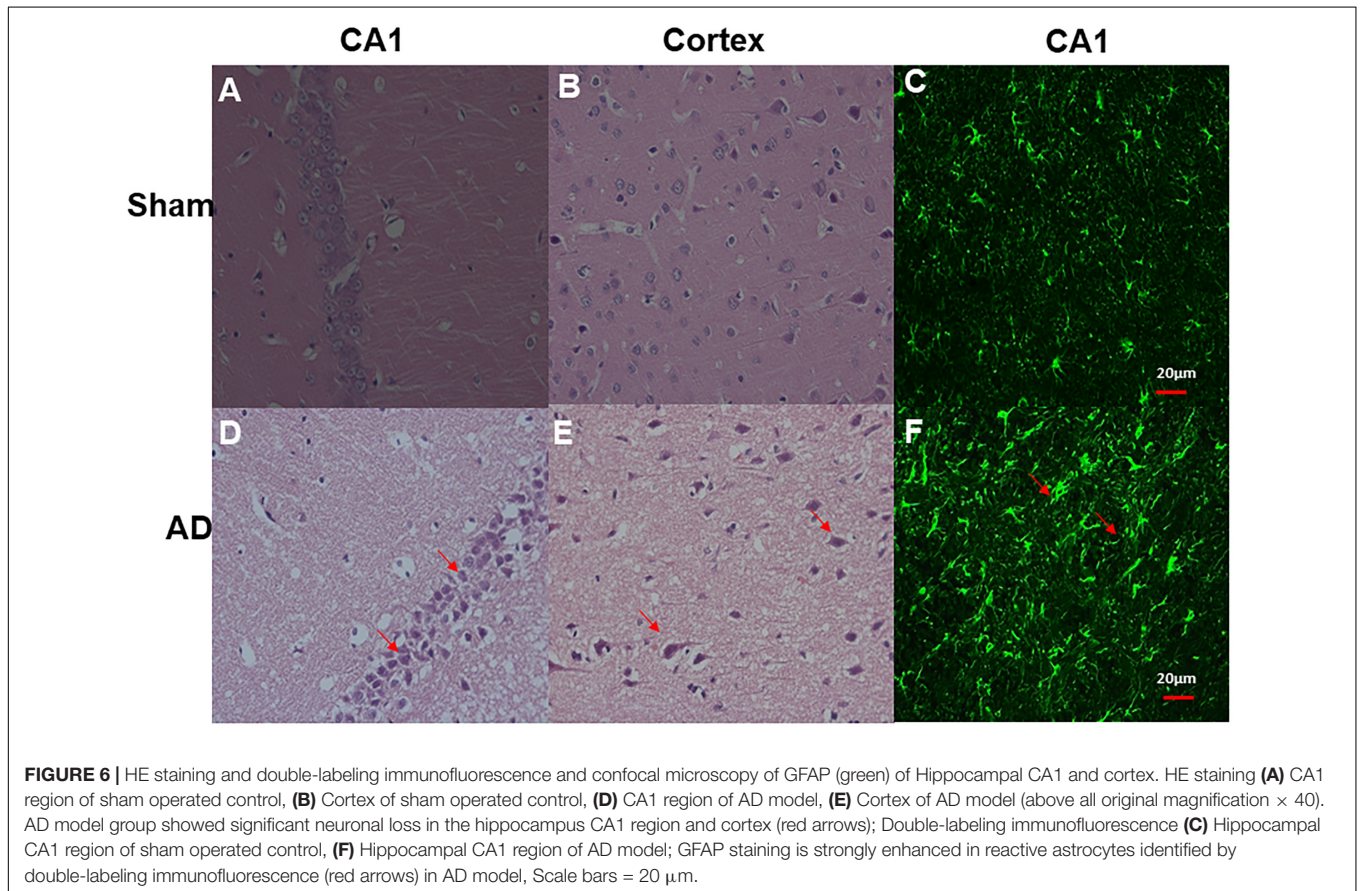 CA1 Cortex CA1
A B C
Sham
20µm
D E F
AD
20µm
FIGURE 6 | HE staining and double-labeling immunofluorescence and confocal microscopy of GFAP (green) of Hippocampal CA1 and cortex. HE staining (A) CA1
region of sham operated control, (B) Cortex of sham operated control, (D) CA1 region of AD model, (E) Cortex of AD model (above all original magnification × 40).
AD model group showed significant neuronal loss in the hippocampus CA1 region and cortex (red arrows); Double-labeling immunofluorescence (C) Hippocampal
CA1 region of sham operated control, (F) Hippocampal CA1 region of AD model; GFAP staining is strongly enhanced in reactive astrocytes identified by
double-labeling immunofluorescence (red arrows) in AD model, Scale bars = 20 μm.